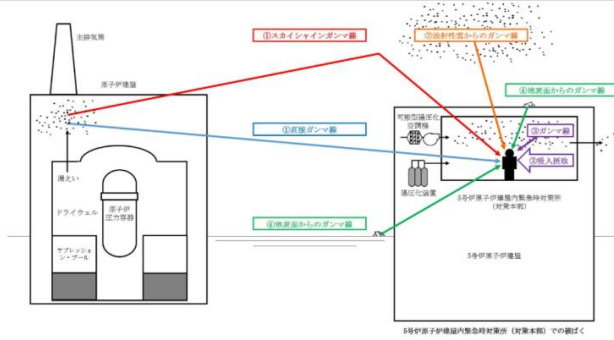 主排気筒
①スカイシャインガンマ線
②放射性雲からのガンマ線
原子炉建屋
④地表面からのガンマ線
可搬型陽圧化
空調機
③ガンマ線
①直接ガンマ線
③吸入摂取
漏えい
陽圧化装置
原子炉
圧力容器
ドライウェル
5号炉原子炉建屋内緊急時対策所
(対策本部)
④地表面からのガンマ線
サプレッショ
ン・プール
5号炉原子炉建屋
5号炉原子炉建屋内緊急時対策所(対策本部)での被ばく